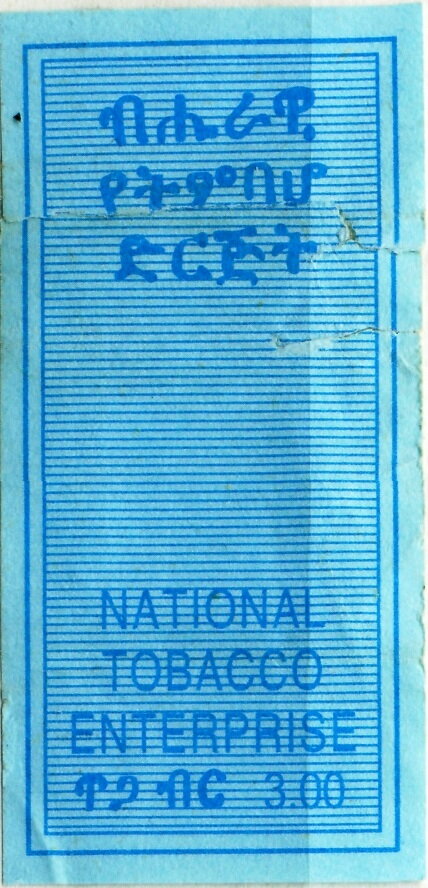 ብሔራዊ
የትምባሆ
ድርጅት
NATIONAL
TOBACCO
ENTERPRISE
ዋጋ ብር 3.00